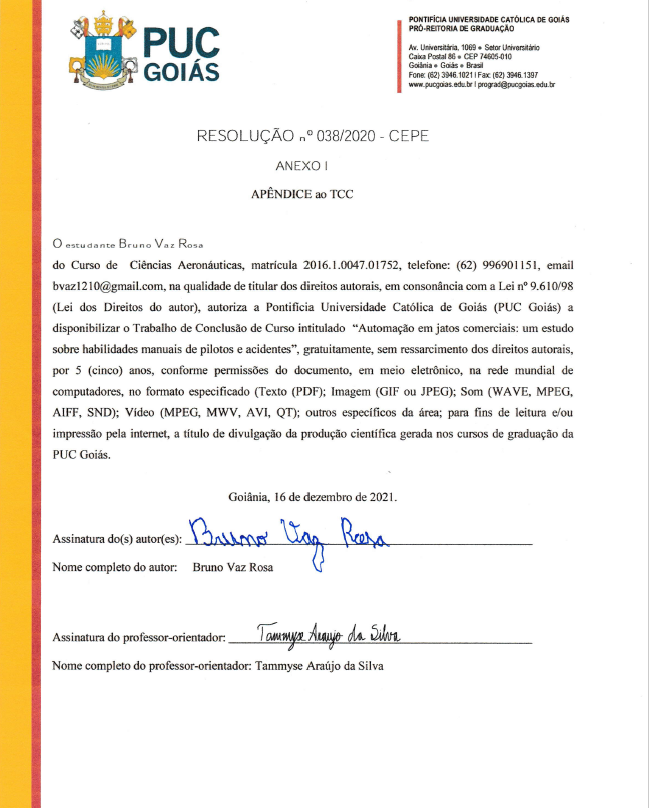 PUC
GOIÁS
PONTIFÍCIA UNIVERSIDADE CATÓLICA DE GOIÁS
PRÓ-REITORIA DE GRADUAÇÃO
Av. Universitária, 1069 ● Setor Universitário
Caixa Postal 86 ● CEP 74605-010
Goiânia ● Goiás ● Brasil
Fone: (62) 3946.1021 I Fax: (62) 3946.1397
www.pucgoias.edu.br I prograd@pucgoias.edu.br
RESOLUÇÃO nº 038/2020 - CEPE
ANEXO I
APÊNDICE ao TCC
O estudante Bruno Vaz Rosa
do Curso de Ciências Aeronáuticas, matrícula 2016.1.0047.01752, telefone: (62) 996901151, email
bvaz1210@gmail.com, na qualidade de titular dos direitos autorais, em consonância com a Lei nº 9.610/98
(Lei dos Direitos do autor), autoriza a Pontifícia Universidade Católica de Goiás (PUC Goiás) a
disponibilizar o Trabalho de Conclusão de Curso intitulado “Automação em jatos comerciais: um estudo
sobre habilidades manuais de pilotos e acidentes”, gratuitamente, sem ressarcimento dos direitos autorais,
por 5 (cinco) anos, conforme permissões do documento, em meio eletrônico, na rede mundial de
computadores, no formato especificado (Texto (PDF); Imagem (GIF ou JPEG); Som (WAVE, MPEG,
AIFF, SND); Vídeo (MPEG, MWV, AVI, QT); outros específicos da área; para fins de leitura e/ou
impressão pela internet, a título de divulgação da produção científica gerada nos cursos de graduação da
PUC Goiás.
Goiânia, 16 de dezembro de 2021.
Assinatura do(s) autor(es): Bruno Vaz Rosa
Nome completo do autor: Bruno Vaz Rosa
Assinatura do professor-orientador: Tammyse Araujo da Silva
Nome completo do professor-orientador: Tammyse Araújo da Silva